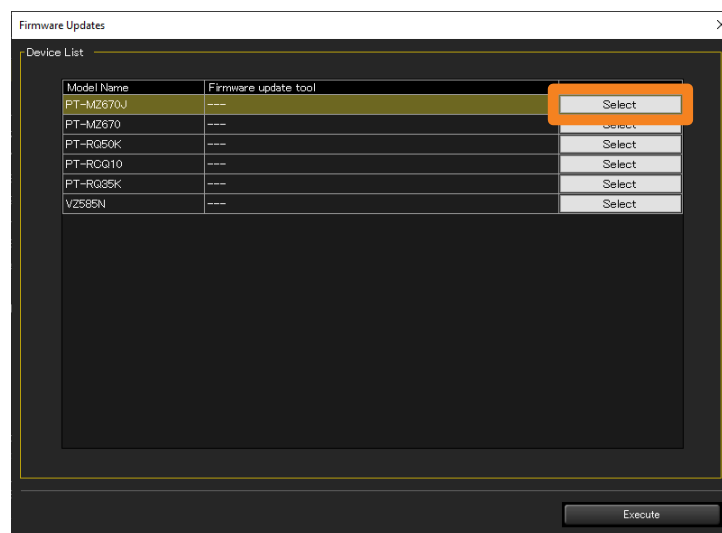 Firmware Updates
Device List
Model Name Firmware update tool
PT-MZ670J --- Select
PT-MZ670 --- Select
PT-RQ50K --- Select
PT-RCQ10 --- Select
PT-RQ35K --- Select
VZ585N --- Select
Execute